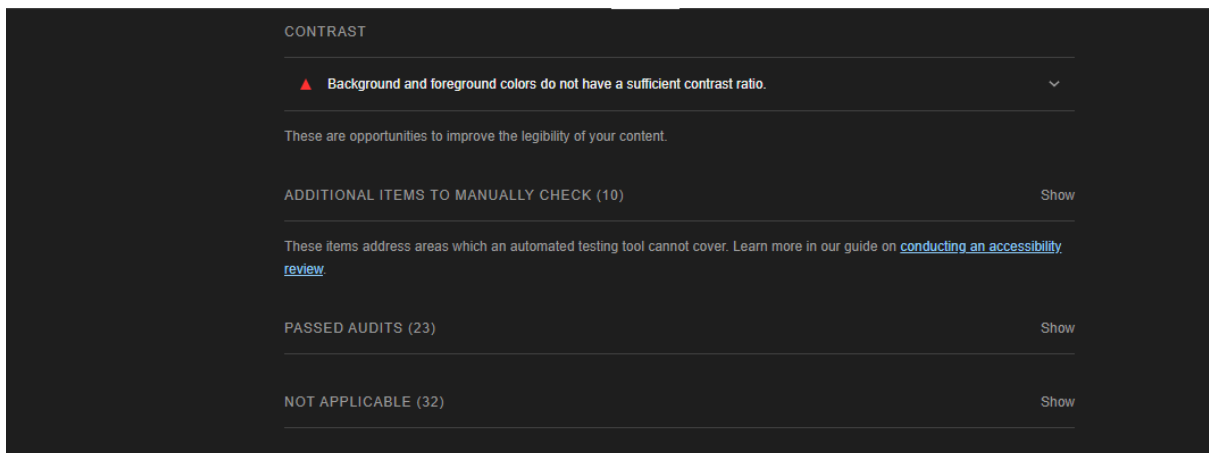 CONTRAST
Background and foreground colors do not have a sufficient contrast ratio.
These are opportunities to improve the legibility of your content.
ADDITIONAL ITEMS TO MANUALLY CHECK (10)
Show
These items address areas which an automated testing tool cannot cover. Learn more in our guide on conducting an accessibility
review.
PASSED AUDITS (23)
Show
NOT APPLICABLE (32)
Show